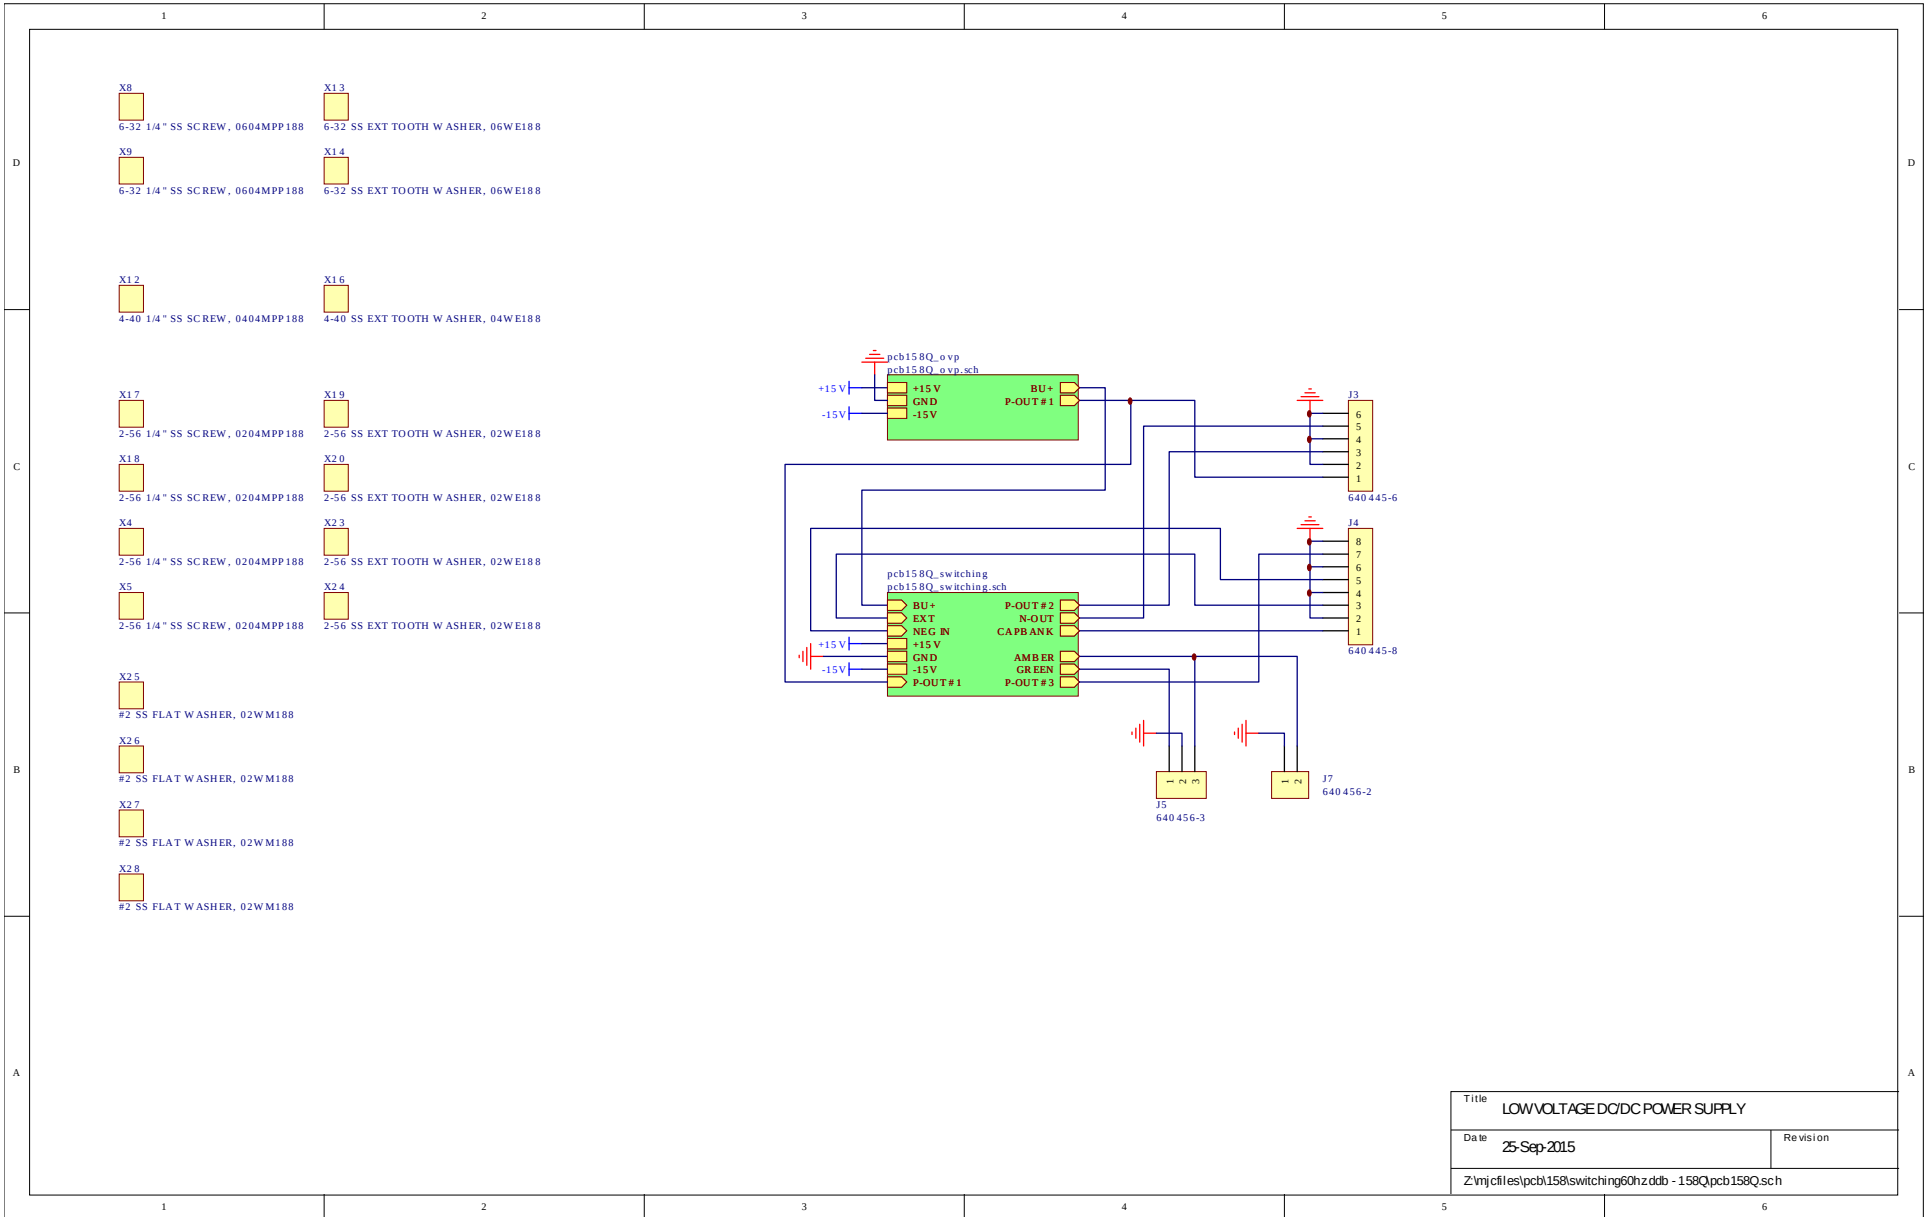 1 2 3 4 5 6
X8 X13
6-32 1/4" SS SCREW, 0604MPP188 6-32 SS EXT TOOTH WASHER, 06WE188
D D
X9 X14
6-32 1/4" SS SCREW, 0604MPP188 6-32 SS EXT TOOTH WASHER, 06WE188
X12 X16
4-40 1/4" SS SCREW, 0404MPP188 4-40 SS EXT TOOTH WASHER, 04WE188
X17 X19
2-56 1/4" SS SCREW, 0204MPP188 2-56 SS EXT TOOTH WASHER, 02WE188
C C
X18 X20
2-56 1/4" SS SCREW, 0204MPP188 2-56 SS EXT TOOTH WASHER, 02WE188
X4 X23
2-56 1/4" SS SCREW, 0204MPP188 2-56 SS EXT TOOTH WASHER, 02WE188
X5 X24
2-56 1/4" SS SCREW, 0204MPP188 2-56 SS EXT TOOTH WASHER, 02WE188
X25
#2 SS FLAT WASHER, 02WM188
X26
#2 SS FLAT WASHER, 02WM188
X27
#2 SS FLAT WASHER, 02WM188
X28
#2 SS FLAT WASHER, 02WM188
pcb158Q_ovp
pcb158Q_ovp.sch
+15V +15V BU+
GND P-OUT#1
-15V -15V
J3
6
5
4
3
2
1
640445-6
J4
8
7
6
5
4
3
2
1
640445-8
pcb158Q_switching
pcb158Q_switching.sch
BU+ P-OUT#2
EXT N-OUT
NEG IN CAPBANK
+15V +15V
GND AMBER
-15V -15V GREEN
P-OUT#1 P-OUT#3
1 2 3
J5
640456-3
1 2
J7
640456-2
B B
A A
Title LOW VOLTAGE DC/DC POWER SUPPLY
Date 25-Sep-2015 Revision
Z:\mjcfiles\pcb\158\switching60hz.ddb - 158Q\pcb158Q.sch
1 2 3 4 5 6